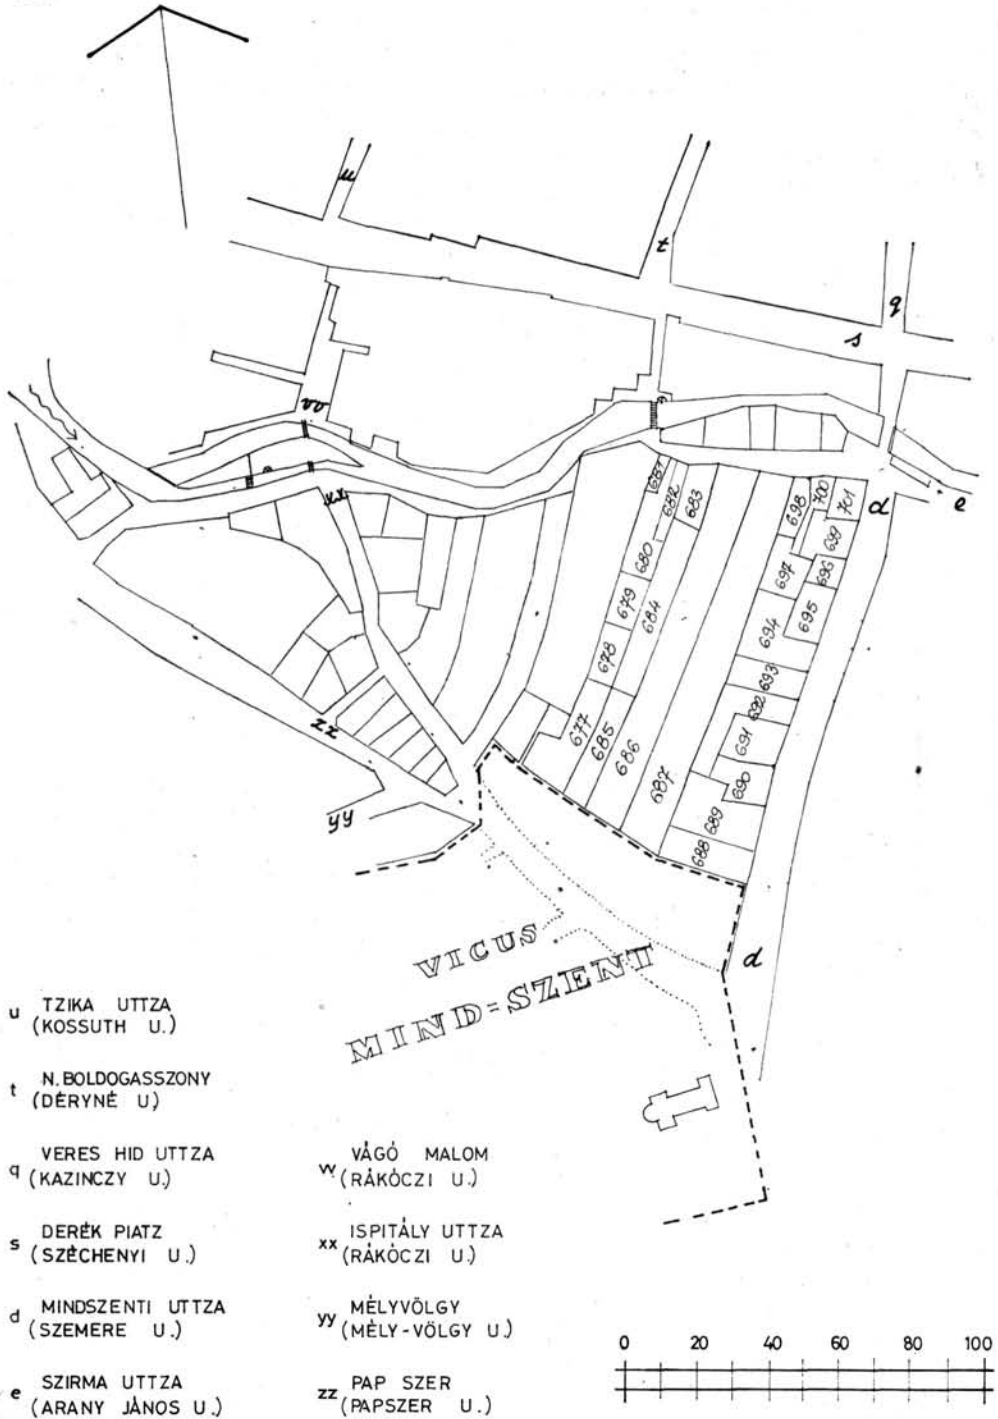 u
t
q
s
vv
xx
d
e
681
682
683
680
679
684
678
677
685
686
687
698
700
701
699
697
696
695
694
693
692
691
690
689
688
zz
yy
VICUS
MIND=SZENT
d
u TZIKA UTTZA
(KOSSUTH U.)
t N. BOLDOGASSZONY
(DÉRYNÉ U.)
q VERES HID UTTZA
(KAZINCZY U.)
s DERÉK PIATZ
(SZÉCHENYI U.)
d MINDSZENTI UTTZA
(SZEMERE U.)
e SZIRMA UTTZA
(ARANY JÁNOS U.)
vv VÁGÓ MALOM
(RÁKÓCZI U.)
xx ISPITÁLY UTTZA
(RÁKÓCZI U.)
yy MÉLYVÖLGY
(MÉLY-VÖLGY U.)
zz PAP SZER
(PAPSZER U.)
0 20 40 60 80 100